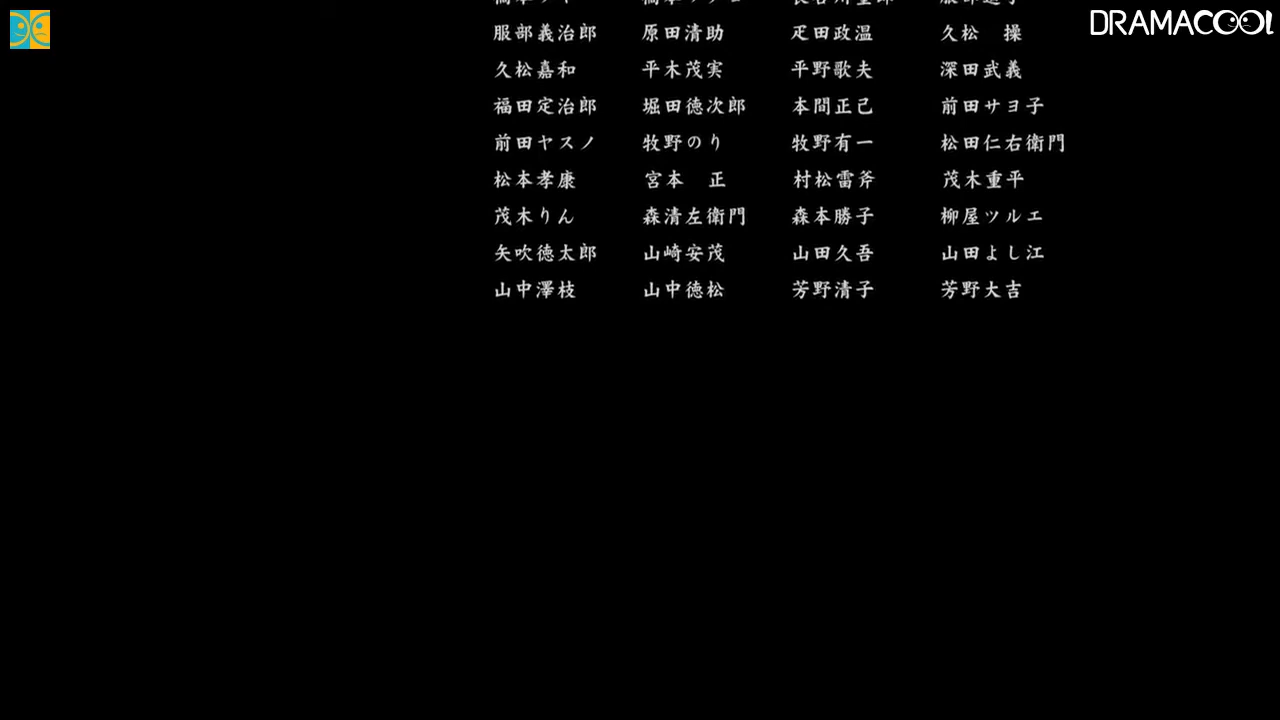 DRAMACOOL
服部義治郎 原田清助 疋田政温 久松 操
久松嘉和 平木茂実 平野歌夫 深田武義
福田定治郎 堀田徳次郎 本間正己 前田サヨ子
前田ヤスノ 牧野のり 牧野有一 松田仁右衛門
松本孝康 宮本 正 村松雷斧 茂木重平
茂木りん 森清左衛門 森本勝子 柳屋ツルエ
矢吹徳太郎 山崎安茂 山田久吾 山田よし江
山中澤枝 山中徳松 芳野清子 芳野大吉